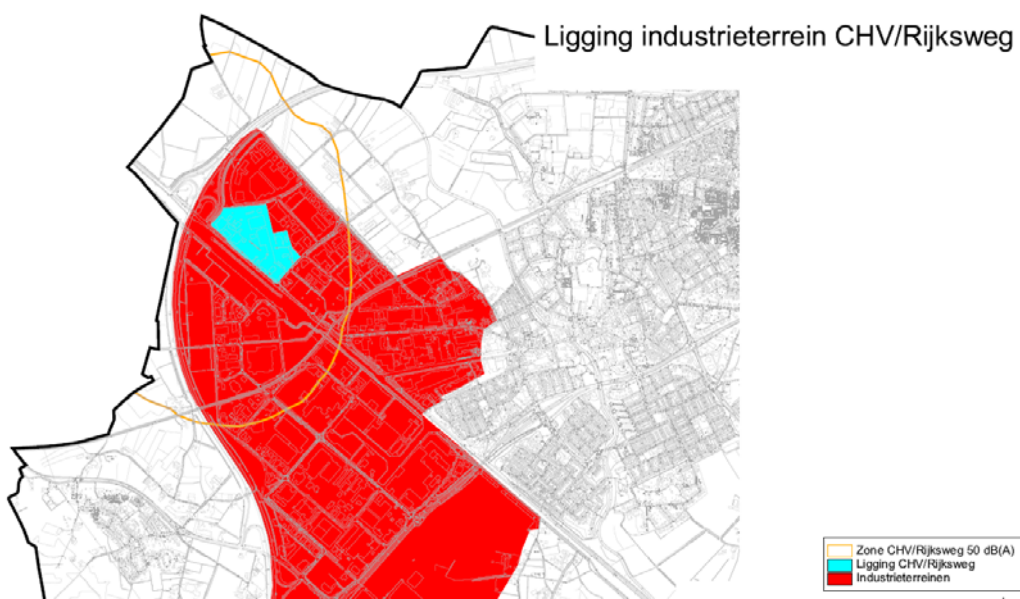 Ligging industrieterrein CHV/Rijksweg
Zone CHV/Rijksweg 50 dB(A)
Ligging CHV/Rijksweg
Industrieterreinen